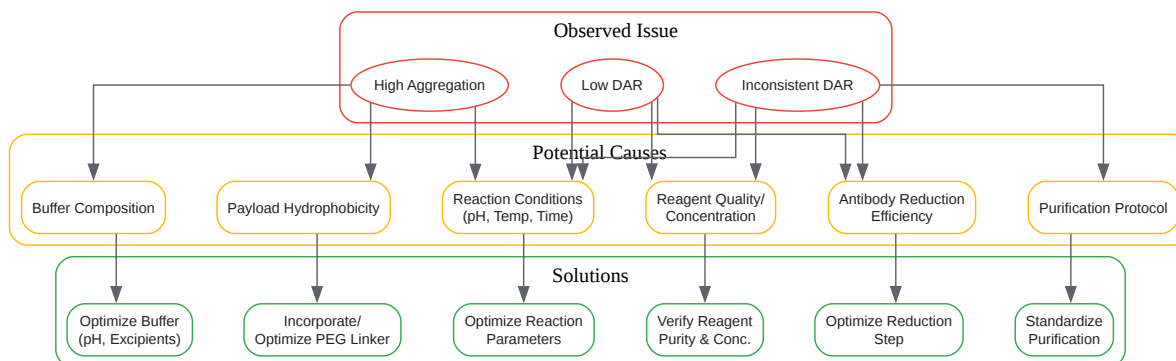 Observed Issue
High Aggregation
Low DAR
Inconsistent DAR
Potential Causes
Buffer Composition
Payload Hydrophobicity
Reaction Conditions
(pH, Temp, Time)
Reagent Quality/
Concentration
Antibody Reduction
Efficiency
Purification Protocol
Solutions
Optimize Buffer
(pH, Excipients)
Incorporate/
Optimize PEG Linker
Optimize Reaction
Parameters
Verify Reagent
Purity & Conc.
Optimize Reduction
Step
Standardize
Purification